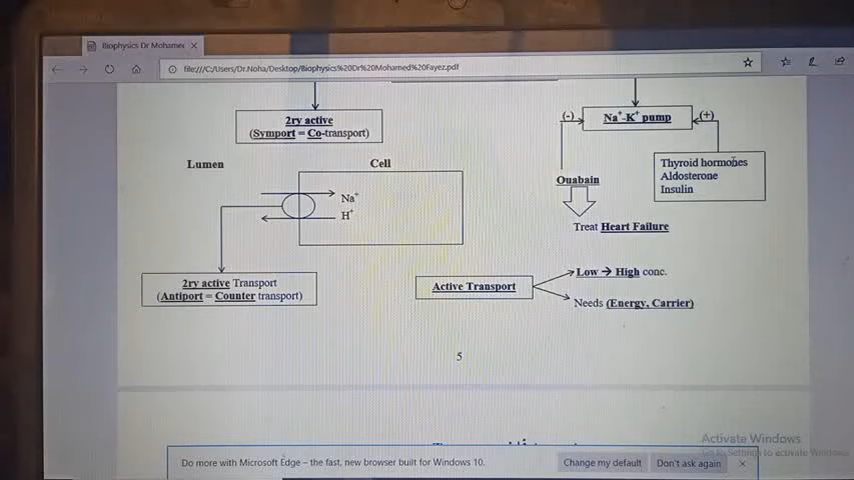 Biophysics Dr Mohamed
file:///C:/Users/Dr.Noha/Desktop/Biophysics%20Dr%20Mohamed%20Fayez.pdf
2ry active
(Symport = Co-transport)
(-)
Na⁺-K⁺ pump
(+)
Lumen
Cell
Thyroid hormones
Aldosterone
Insulin
Ouabain
Na⁺
H⁺
Treat Heart Failure
2ry active Transport
(Antiport = Counter transport)
Active Transport
Low → High conc.
Needs (Energy, Carrier)
5
Activate Windows
Go to Settings to activate Windows.
Do more with Microsoft Edge – the fast, new browser built for Windows 10.
Change my default
Don't ask again